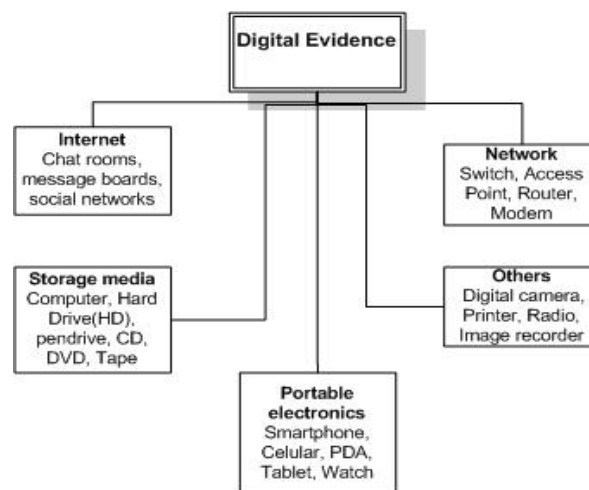 Digital Evidence
Internet
Chat rooms,
message boards,
social networks
Network
Switch, Access
Point, Router,
Modem
Storage media
Computer, Hard
Drive(HD),
pendrive, CD,
DVD, Tape
Others
Digital camera,
Printer, Radio,
Image recorder
Portable
electronics
Smartphone,
Celular, PDA,
Tablet, Watch